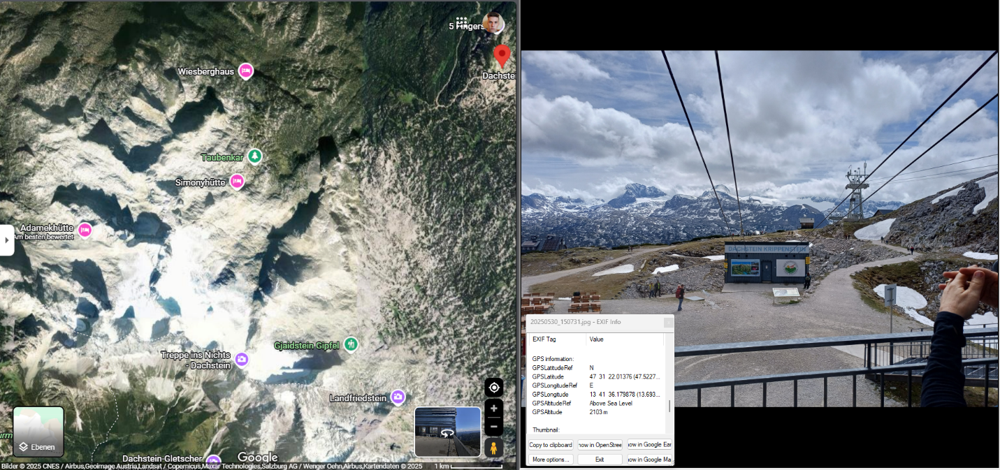 5 Fingers
Dachste
Wiesberghaus
Taubenkar
Simonyhütte
Adamekhütte
Am besten bewertet
Gjaidstein Gipfel
Treppe ins Nichts
- Dachstein
Landfriedstein
Ebenen
Dachstein-Gletscher
Google
Bilder © 2025 CNES / Airbus,Geoimage Austria,Landsat / Copernicus,Maxar Technologies,Salzburg AG / Wenger Oehn,Airbus,Kartendaten © 2025
1 km
DACHSTEIN KRIPPENSTEIN
20250530_150731.jpg - EXIF Info
EXIF Tag Value
GPS information:
GPSLatitudeRef N
GPSLatitude 47 31 22.01376 (47.5227...
GPSLongitudeRef E
GPSLongitude 13 41 36.179878 (13.693...
GPSAltitudeRef Above Sea Level
GPSAltitude 2103 m
Thumbnail:
Copy to clipboard how in OpenStree how in Google Ear
More options... Exit how in Google Ma